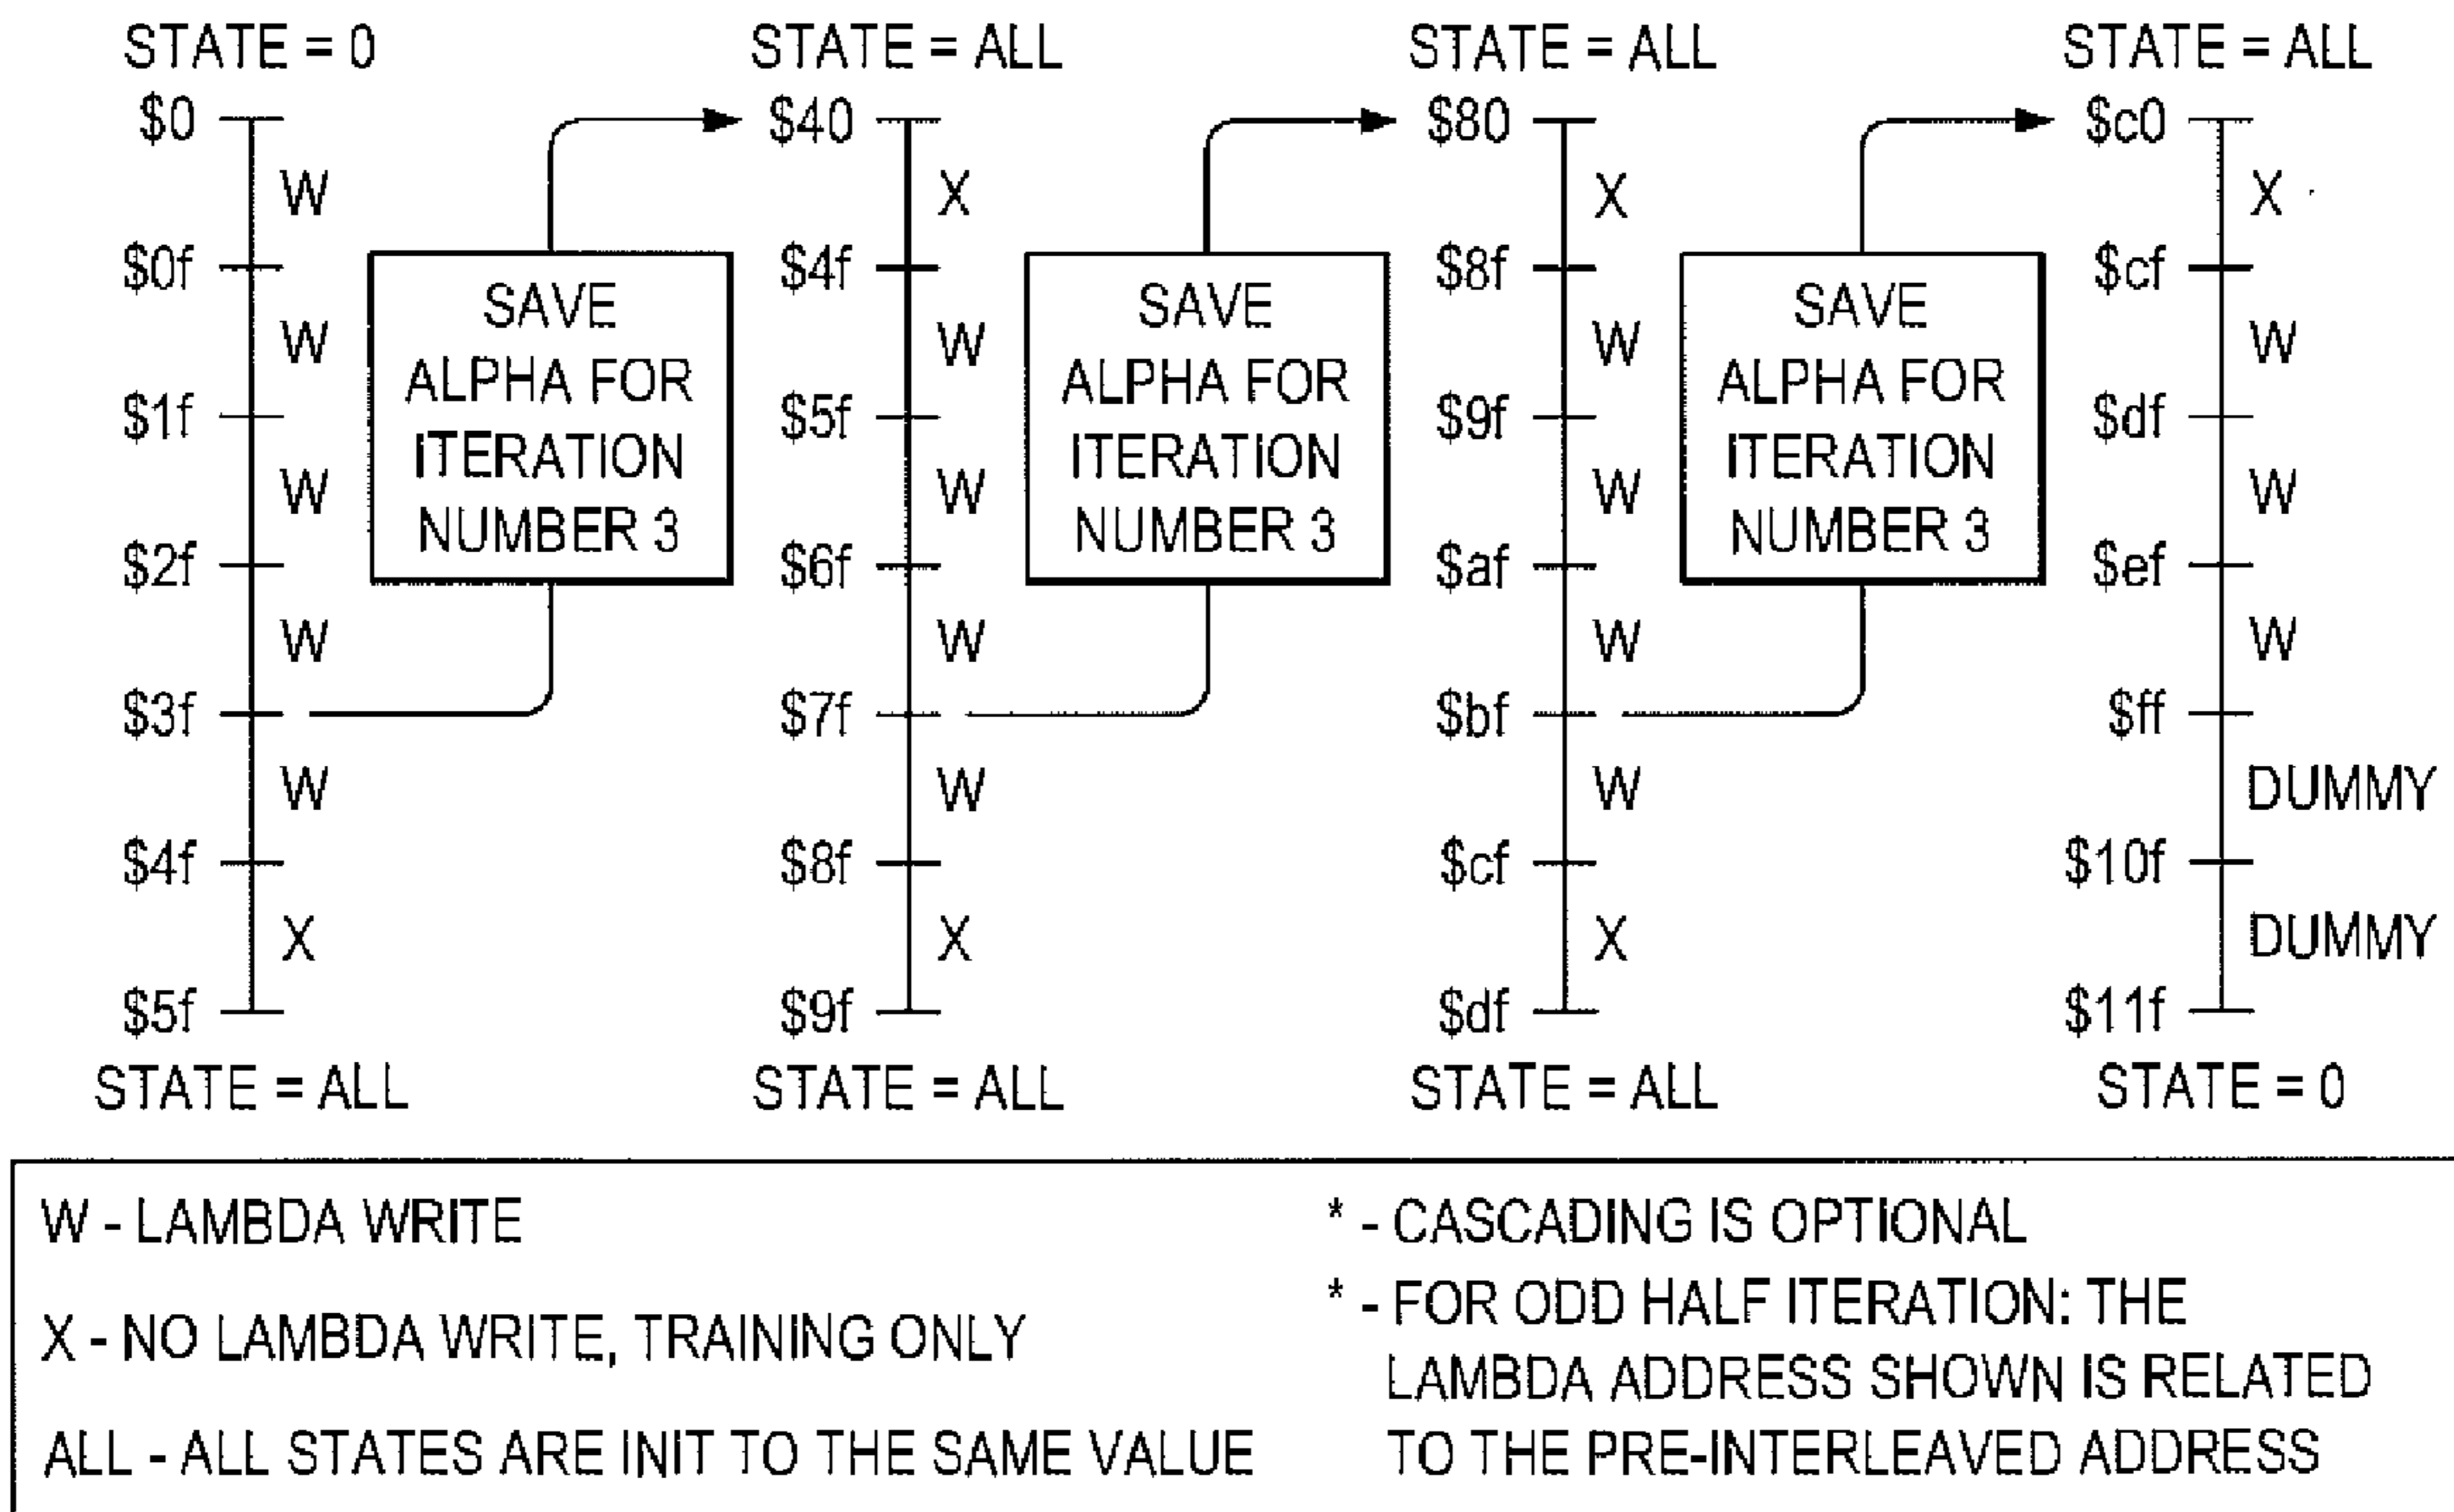 STATE = 0
$0
W
$0f
W
$1f
W
$2f
W
$3f
W
$4f
X
$5f
STATE = ALL
SAVE
ALPHA FOR
ITERATION
NUMBER 3
STATE = ALL
$40
X
$4f
W
$5f
W
$6f
W
$7f
W
$8f
X
$9f
STATE = ALL
SAVE
ALPHA FOR
ITERATION
NUMBER 3
STATE = ALL
$80
X
$8f
W
$9f
W
$af
W
$bf
W
$cf
X
$df
STATE = ALL
SAVE
ALPHA FOR
ITERATION
NUMBER 3
STATE = ALL
$c0
X
$cf
W
$df
W
$ef
W
$ff
DUMMY
$10f
DUMMY
$11f
STATE = 0
W - LAMBDA WRITE
X - NO LAMBDA WRITE, TRAINING ONLY
ALL - ALL STATES ARE INIT TO THE SAME VALUE
* - CASCADING IS OPTIONAL
* - FOR ODD HALF ITERATION: THE
LAMBDA ADDRESS SHOWN IS RELATED
TO THE PRE-INTERLEAVED ADDRESS